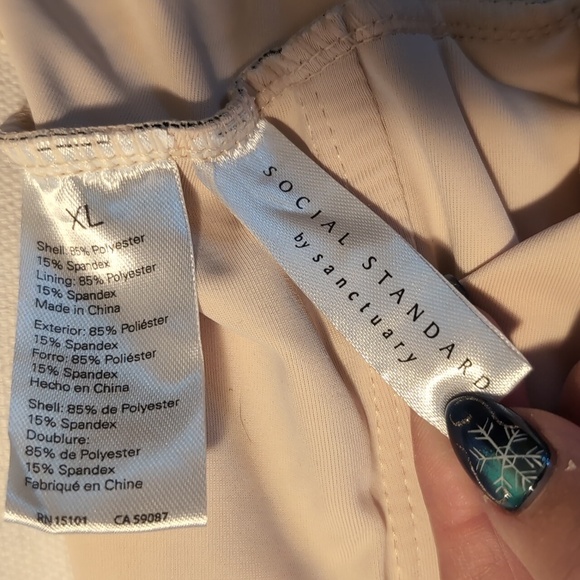 XL
Shell: 85% Polyester
15% Spandex
Lining: 85% Polyester
15% Spandex
Made in China
Exterior: 85% Poliéster
15% Spandex
Forro: 85% Poliéster
15% Spandex
Hecho en China
Shell: 85% de Polyester
15% Spandex
Doublure:
85% de Polyester
15% Spandex
Fabriqué en Chine
RN 15101 CA 59087
SOCIAL STANDARD
by sanctuary